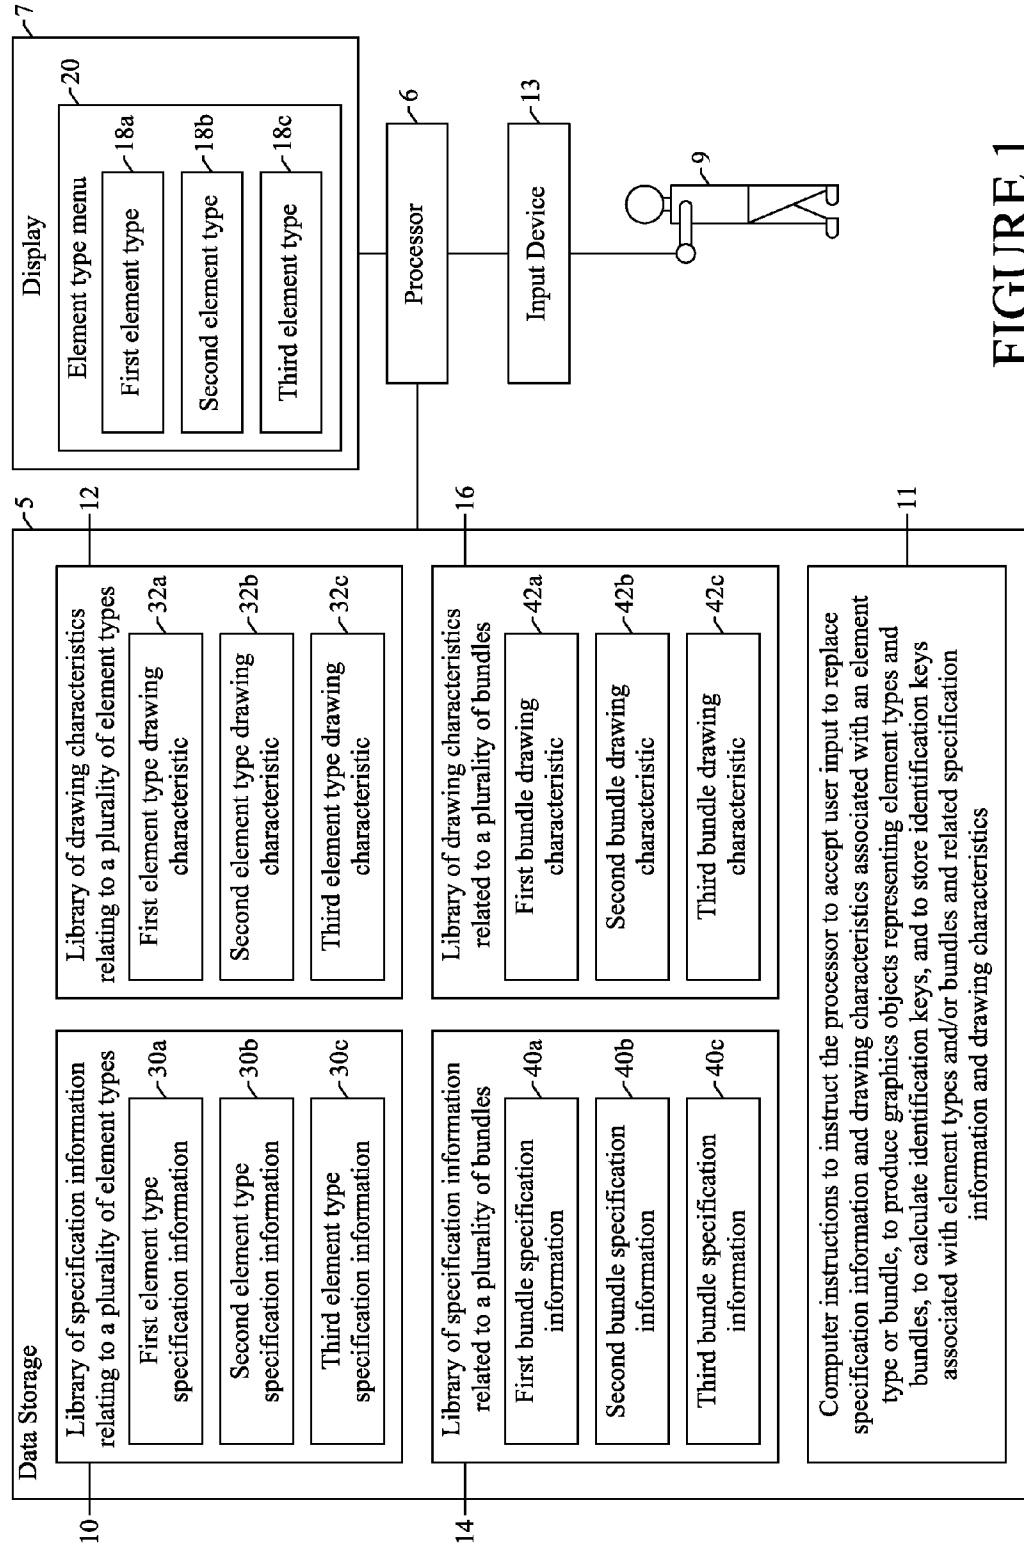 Data Storage
5
10
Library of specification information
relating to a plurality of element types
First element type
specification information
30a
Second element type
specification information
30b
Third element type
specification information
30c
12
Library of drawing characteristics
relating to a plurality of element types
First element type drawing
characteristic
32a
Second element type drawing
characteristic
32b
Third element type drawing
characteristic
32c
14
Library of specification information
related to a plurality of bundles
First bundle specification
information
40a
Second bundle specification
information
40b
Third bundle specification
information
40c
16
Library of drawing characteristics
related to a plurality of bundles
First bundle drawing
characteristic
42a
Second bundle drawing
characteristic
42b
Third bundle drawing
characteristic
42c
11
Computer instructions to instruct the processor to accept user input to replace
specification information and drawing characteristics associated with an element
type or bundle, to produce graphics objects representing element types and
bundles, to calculate identification keys, and to store identification keys
associated with element types and/or bundles and related specification
information and drawing characteristics
Display
7
Element type menu
20
First element type
18a
Second element type
18b
Third element type
18c
Processor
6
Input Device
13
9
FIGURE 1